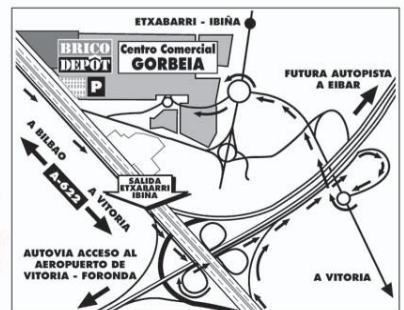 ETXABARRI - IBIÑA
BRICO
DEPÔT
Centro Comercial
GORBEIA
P
FUTURA AUTOPISTA
A EIBAR
A BILBAO
A-622
A VITORIA
SALIDA
ETXABARRI
IBIÑA
AUTOVIA ACCESO AL
AEROPUERTO DE
VITORIA - FORONDA
A VITORIA